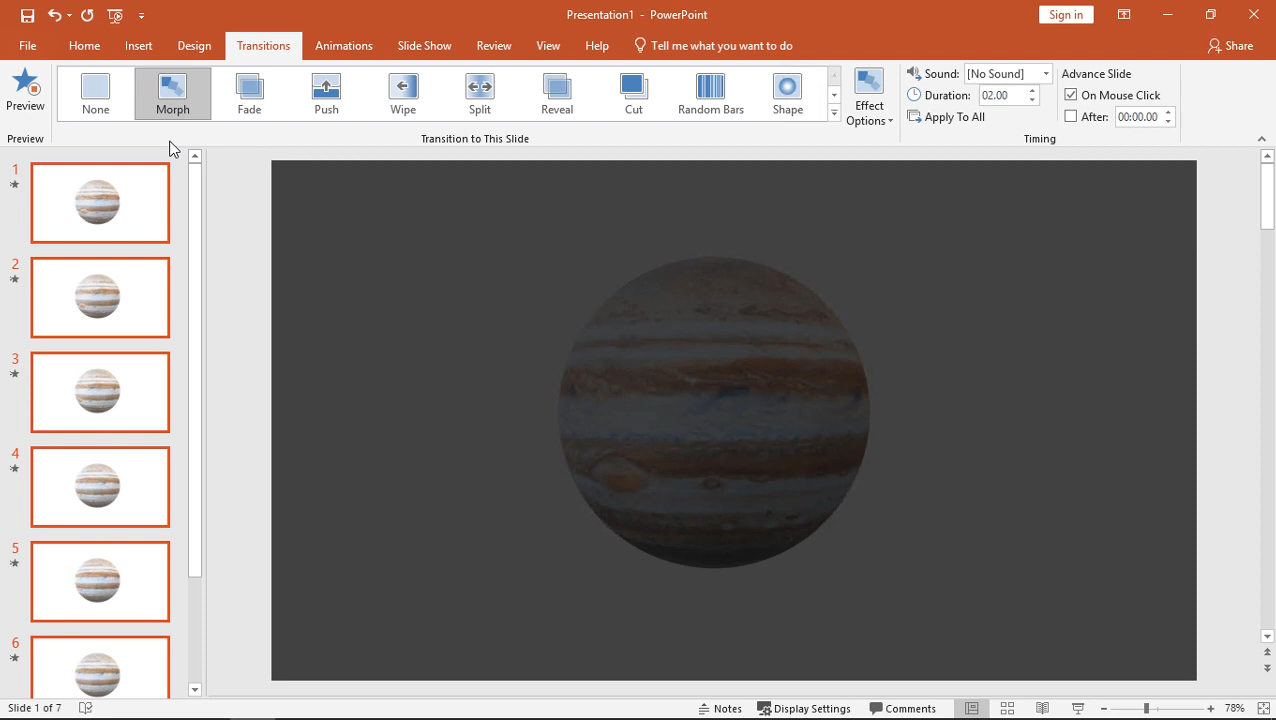 Presentation1 - PowerPoint
Sign in
File
Home
Insert
Design
Transitions
Animations
Slide Show
Review
View
Help
Tell me what you want to do
Share
Preview
None
Morph
Fade
Push
Wipe
Split
Reveal
Cut
Random Bars
Shape
Effect
Options
Sound: [No Sound]
Duration: 02.00
Apply To All
Advance Slide
On Mouse Click
After: 00:00.00
Preview
Transition to This Slide
Timing
1
2
3
4
5
6
Slide 1 of 7
Notes
Display Settings
Comments
78%